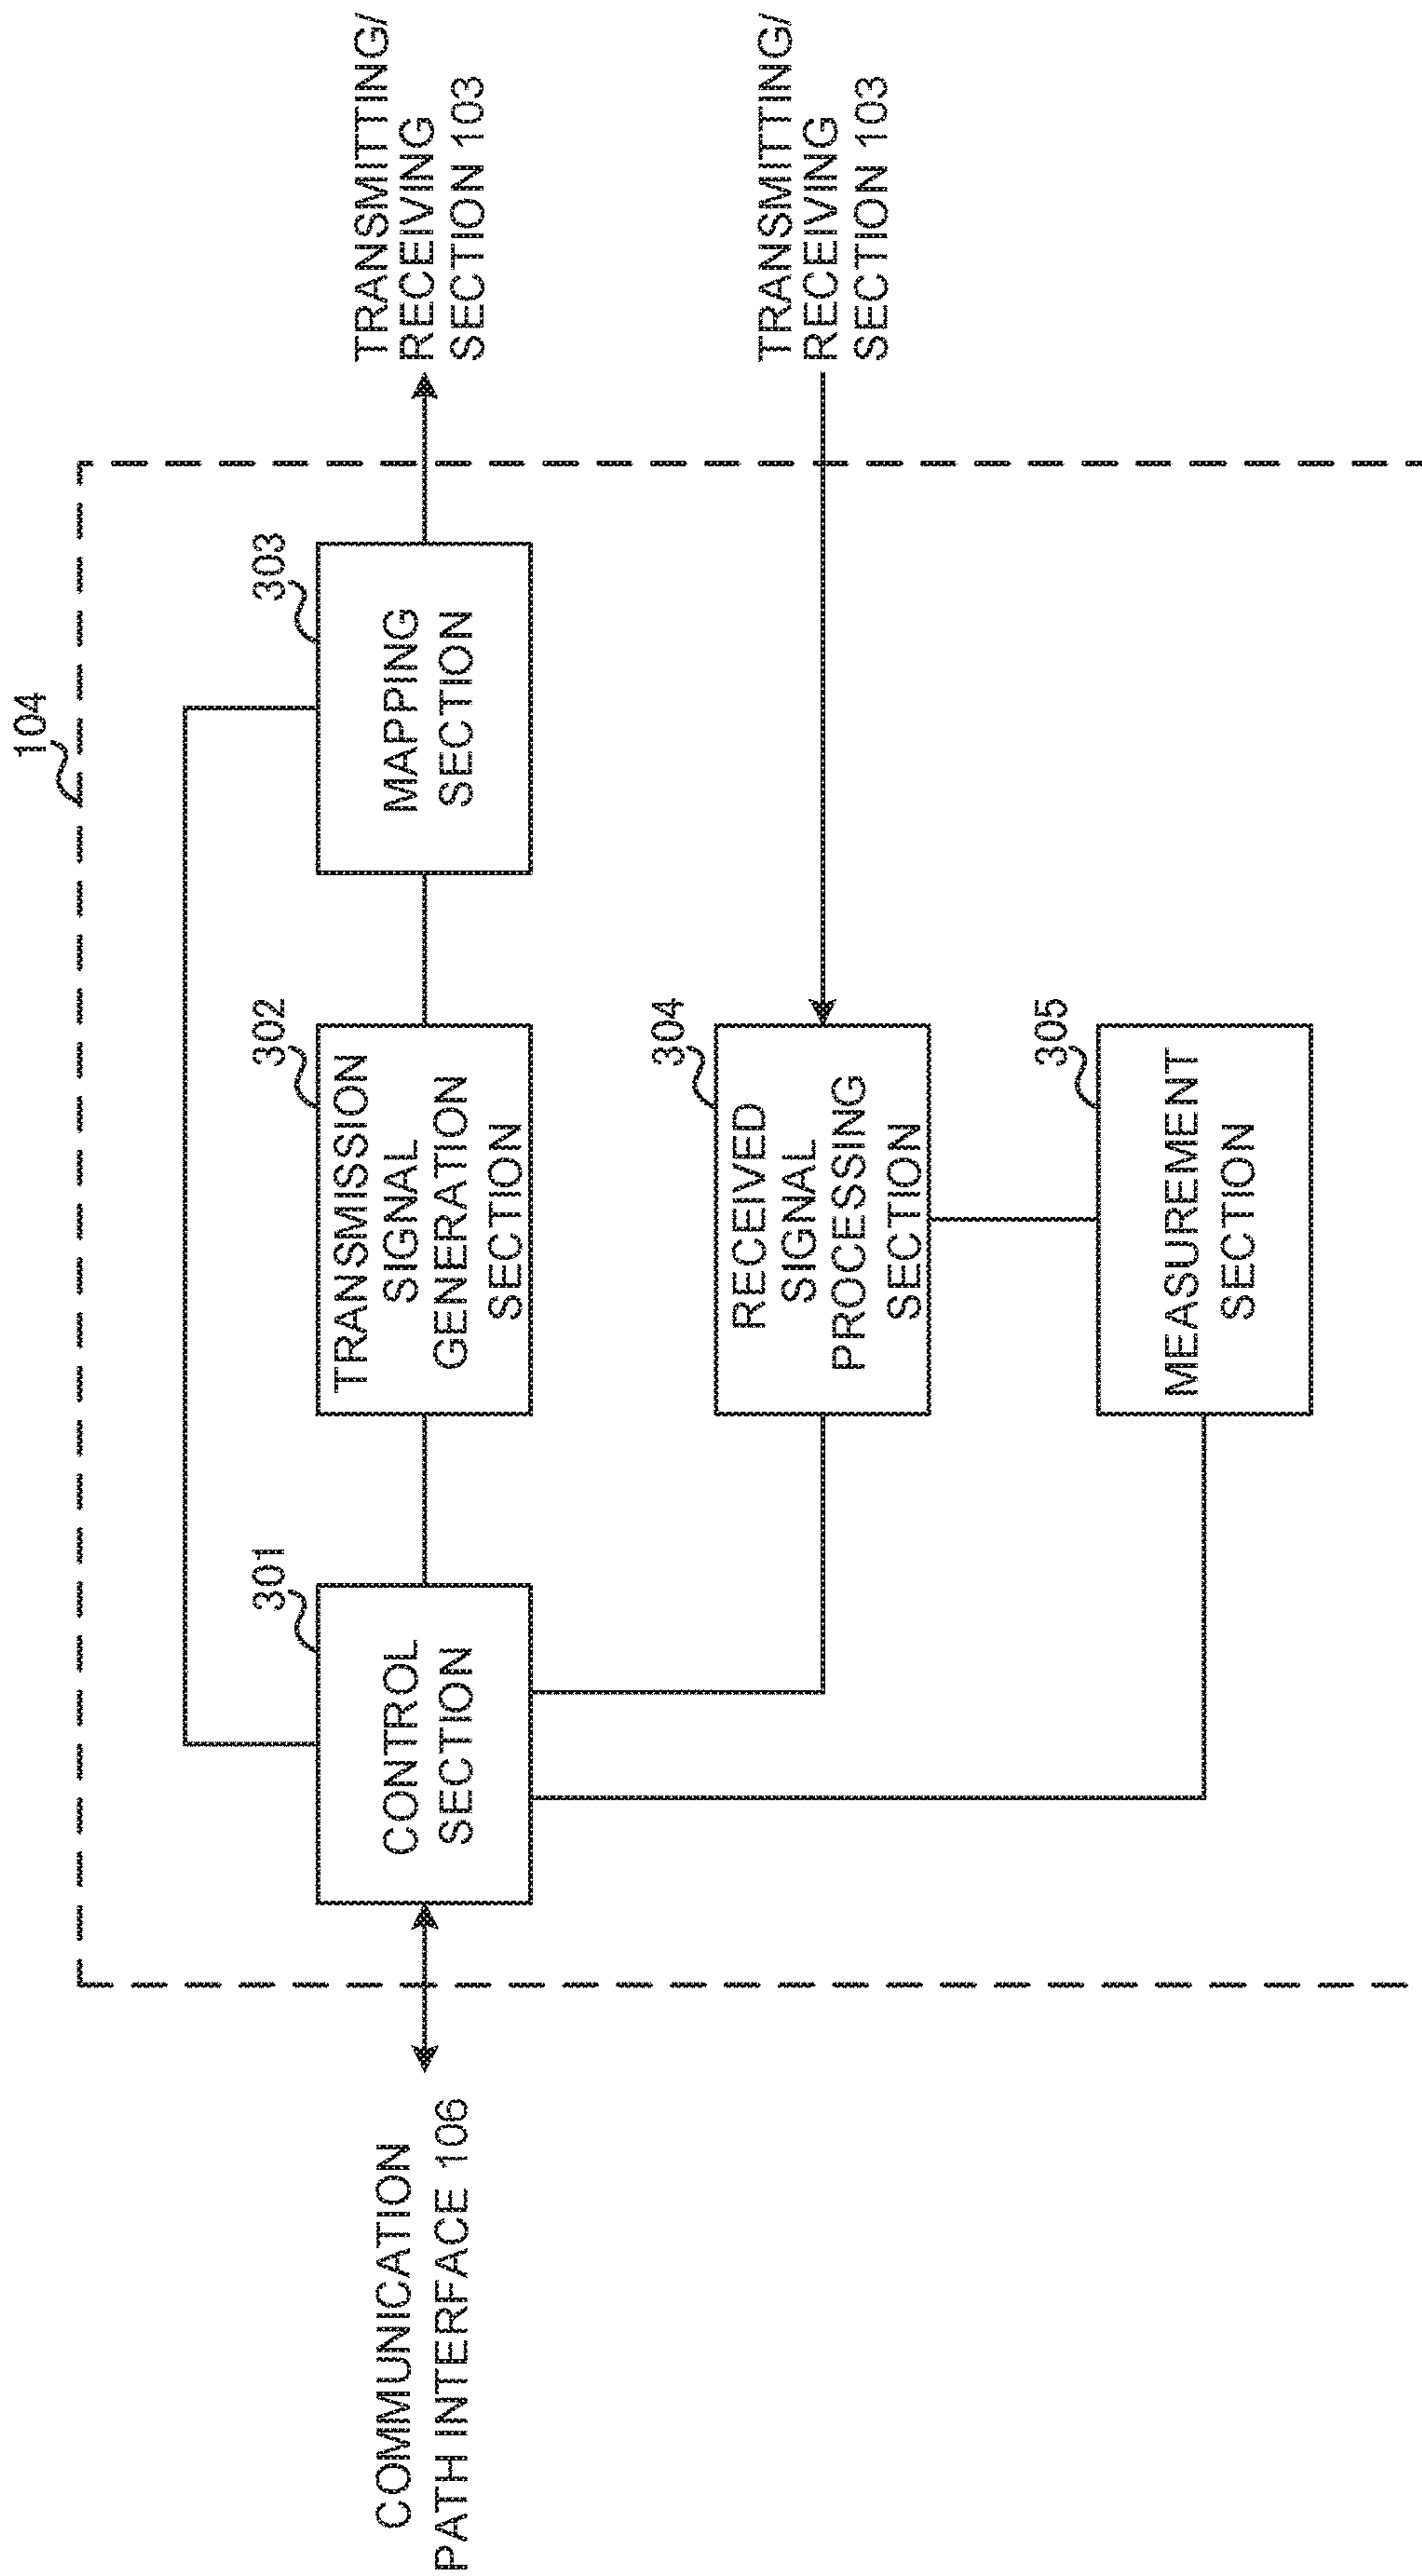 104
COMMUNICATION
PATH INTERFACE 106
301
CONTROL
SECTION
302
TRANSMISSION
SIGNAL
GENERATION
SECTION
303
MAPPING
SECTION
TRANSMITTING/
RECEIVING
SECTION 103
304
RECEIVED
SIGNAL
PROCESSING
SECTION
TRANSMITTING/
RECEIVING
SECTION 103
305
MEASUREMENT
SECTION